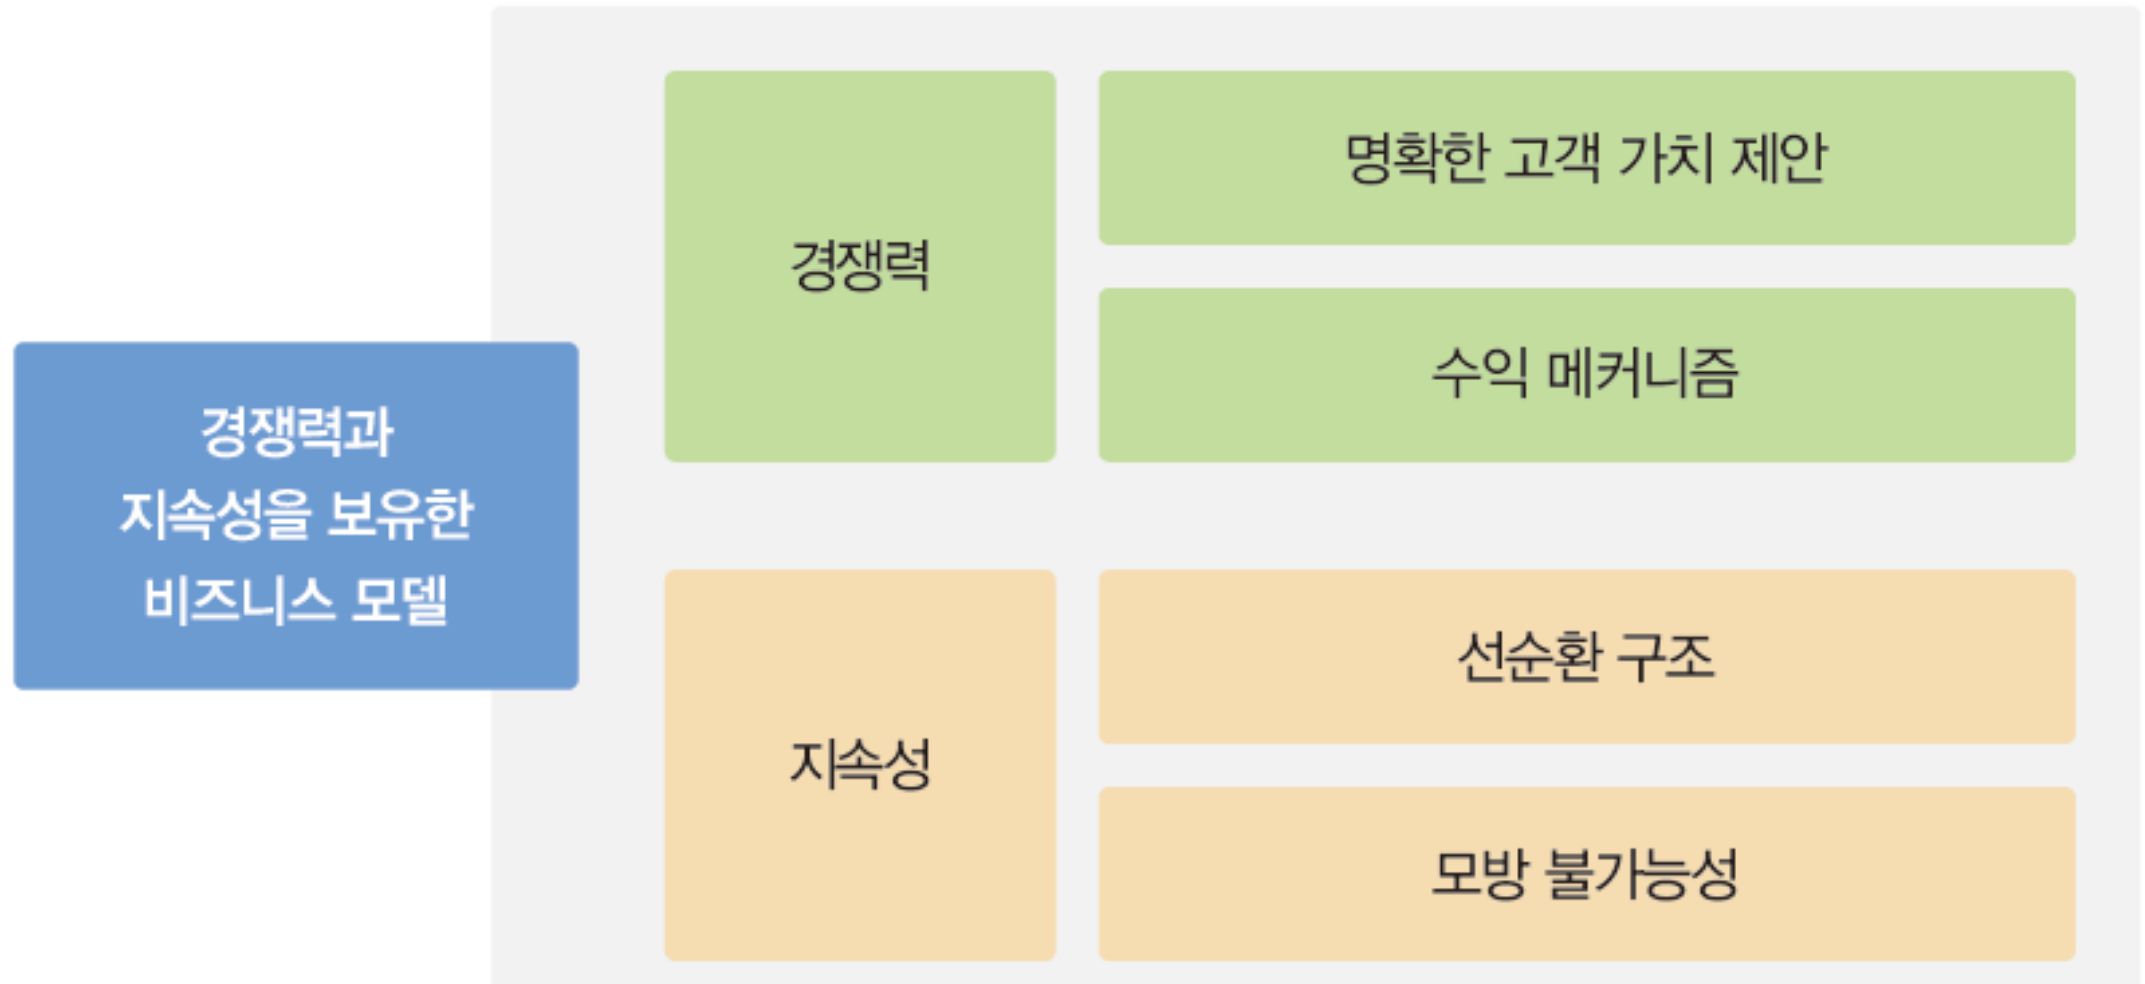 경쟁력과
지속성을 보유한
비즈니스 모델
경쟁력
명확한 고객 가치 제안
수익 메커니즘
지속성
선순환 구조
모방 불가능성